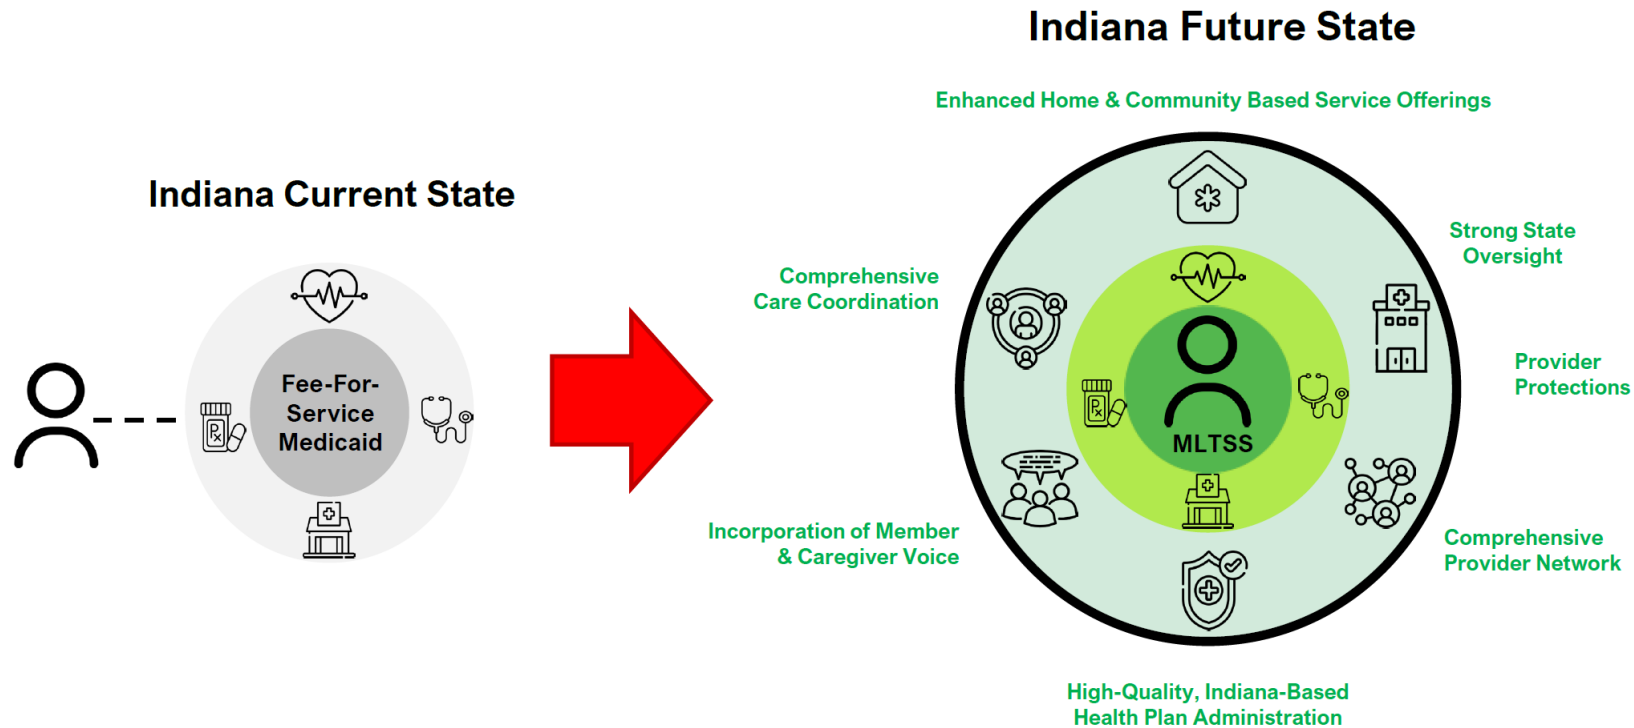 Indiana Current State
Fee-For-
Service
Medicaid
Rx
Indiana Future State
Enhanced Home & Community Based Service Offerings
Strong State
Oversight
Comprehensive
Care Coordination
Provider
Protections
Rx
MLTSS
Incorporation of Member
& Caregiver Voice
Comprehensive
Provider Network
High-Quality, Indiana-Based
Health Plan Administration